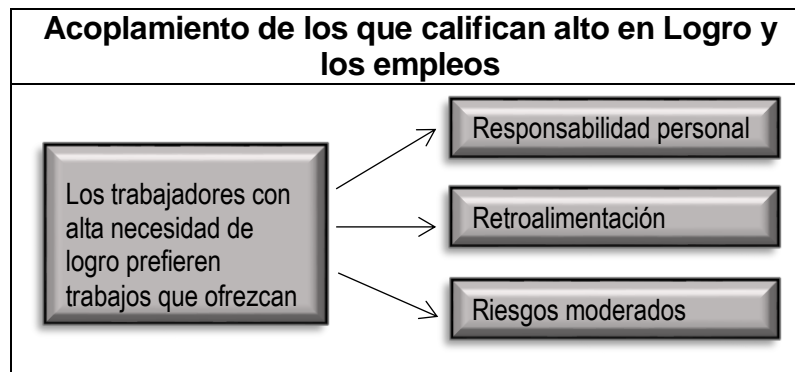 Acoplamiento de los que califican alto en Logro y
los empleos
Los trabajadores con
alta necesidad de
logro prefieren
trabajos que ofrezcan
Responsabilidad personal
Retroalimentación
Riesgos moderados